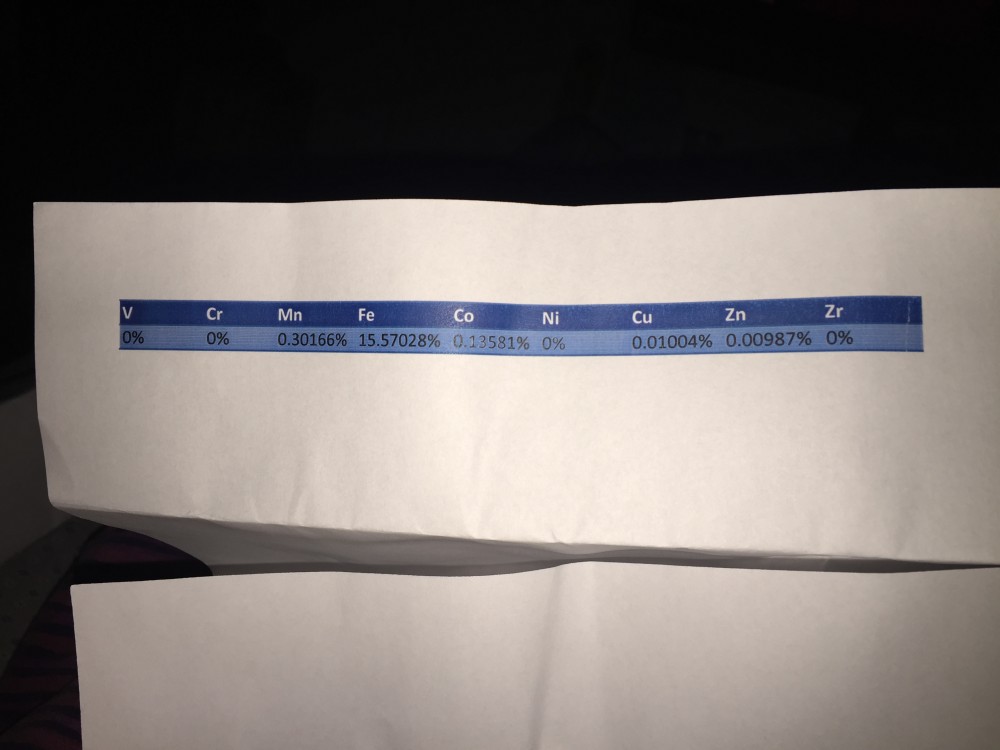 V Cr Mn Fe Co Ni Cu Zn Zr
0% 0% 0.30166% 15.57028% 0.13581% 0% 0.01004% 0.00987% 0%